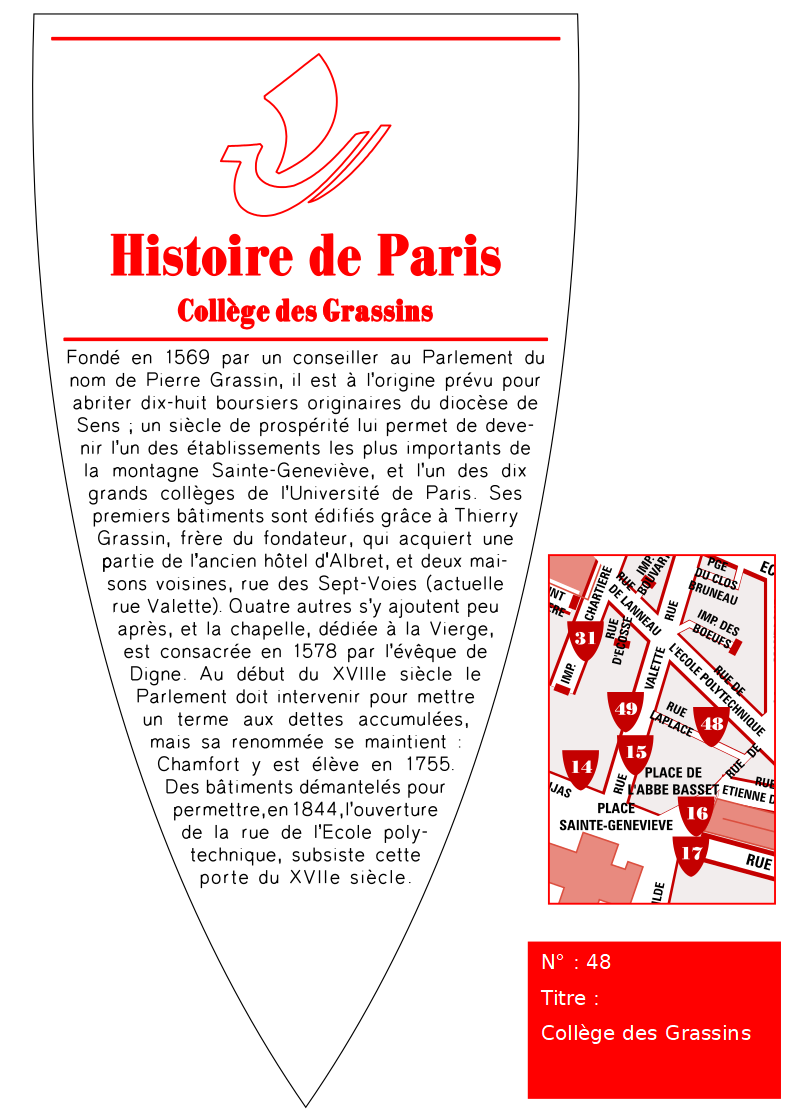 Histoire de Paris
Collège des Grassins
Fondé en 1569 par un conseiller au Parlement du
nom de Pierre Grassin, il est à l'origine prévu pour
abriter dix-huit boursiers originaires du diocèse de
Sens ; un siècle de prospérité lui permet de deve-
nir l'un des établissements les plus importants de
la montagne Sainte-Geneviève, et l'un des dix
grands collèges de l'Université de Paris. Ses
premiers bâtiments sont édifiés grâce à Thierry
Grassin, frère du fondateur, qui acquiert une
partie de l'ancien hôtel d'Albret, et deux mai-
sons voisines, rue des Sept-Voies (actuelle
rue Valette). Quatre autres s'y ajoutent peu
après, et la chapelle, dédiée à la Vierge,
est consacrée en 1578 par l'évêque de
Digne. Au début du XVIIIe siècle le
Parlement doit intervenir pour mettre
un terme aux dettes accumulées,
mais sa renommée se maintient :
Chamfort y est élève en 1755.
Des bâtiments démantelés pour
permettre,en 1844,l'ouverture
de la rue de l'Ecole poly-
technique, subsiste cette
porte du XVIIe siècle.
PGE
DU CLOS
BRUNEAU
EC
IMP.
BOUVART
RUE
DE LANNEAU
CHARTIERE
INT
ERE
RUE
D'ECOSSE
RUE
VALETTE
IMP DES
BOEUFS
31
IMP.
L'ECOLE POLYTECHNIQUE
RUE DE
49
RUE
LAPLACE
48
15
14
RUE DE
RUE
ETIENNE D
PLACE DE
L'ABBE BASSET
RUE
JAS
PLACE
SAINTE-GENEVIEVE
16
17
RUE
ILDE
N° : 48
Titre :
Collège des Grassins